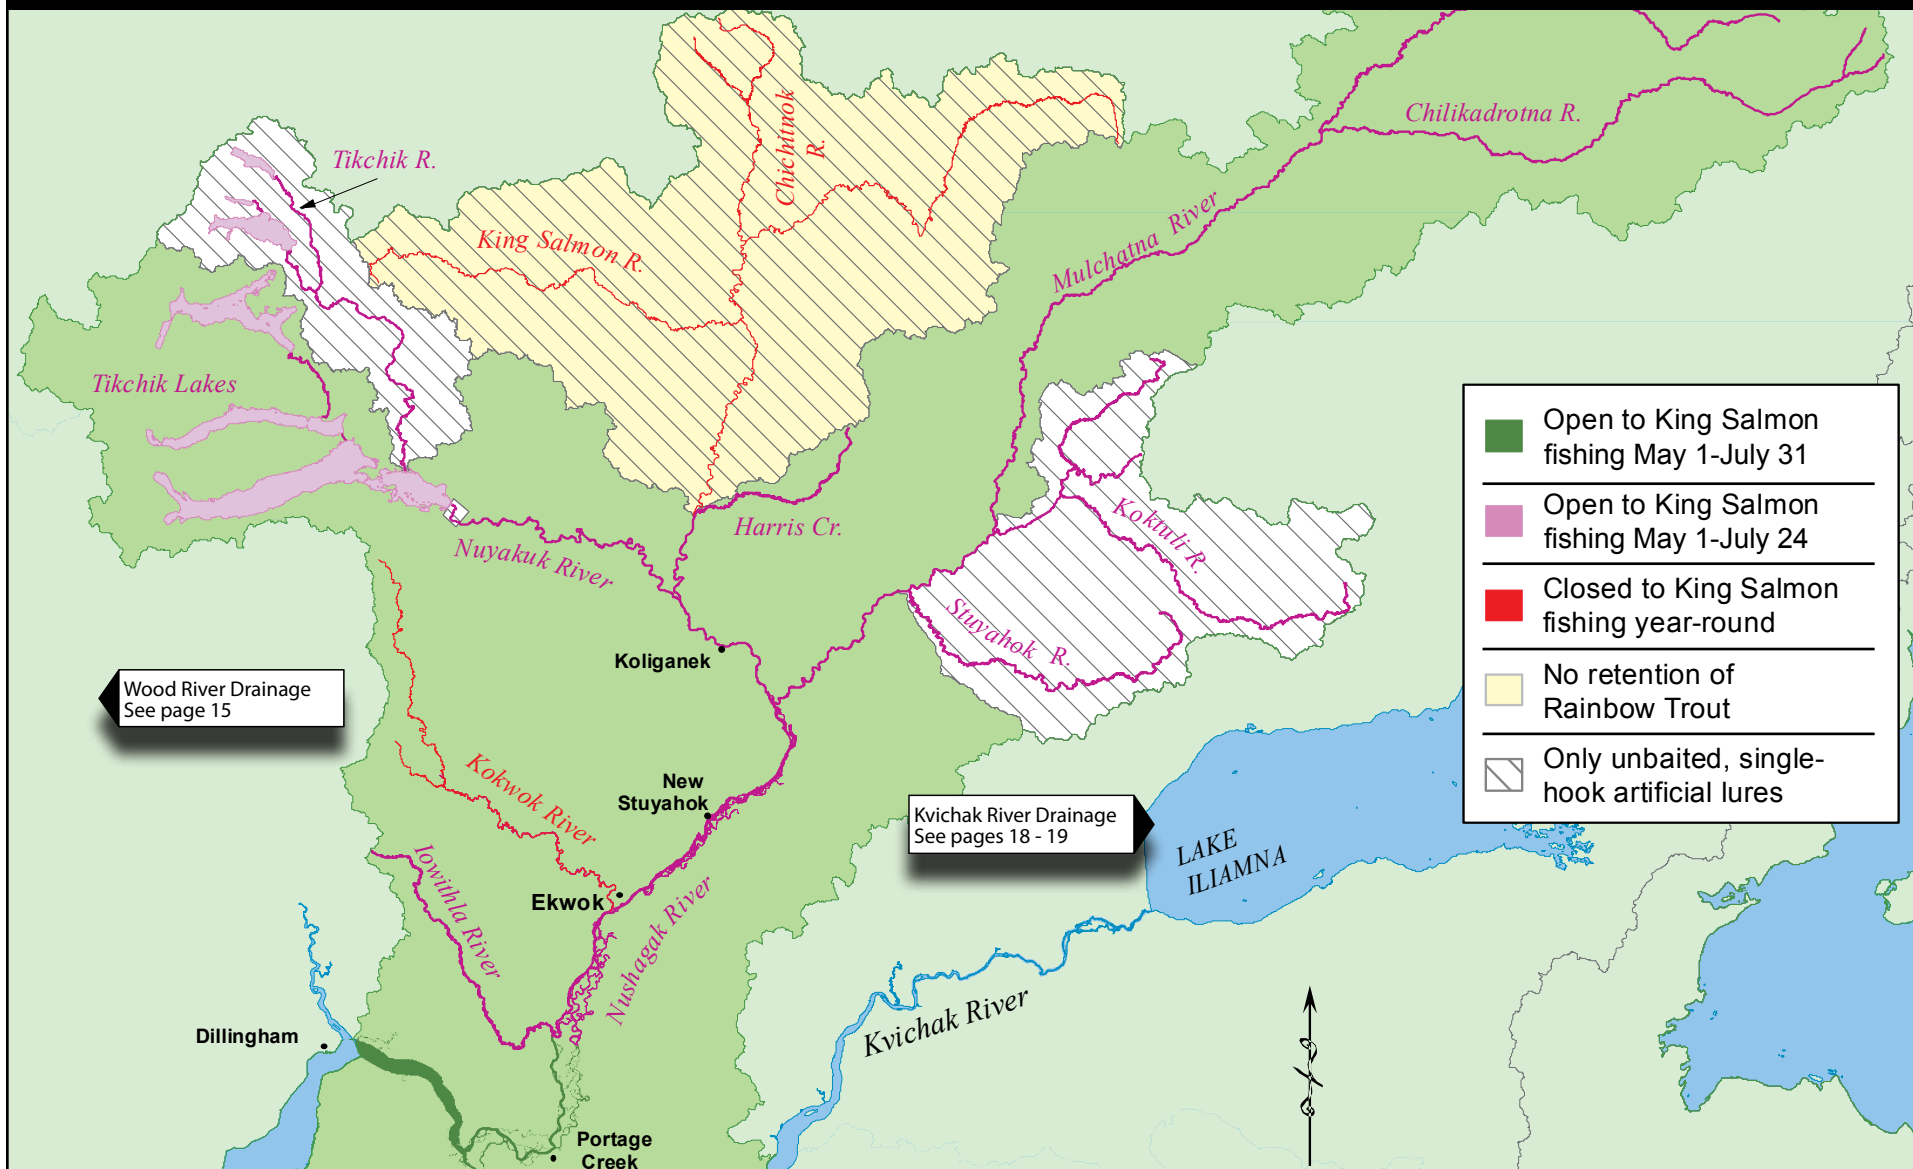 Chilikadrotna R.
Chichitnok
R.
Tikchik R.
King Salmon R.
Mulchatna River
Tikchik Lakes
Harris Cr.
Nuyakuk River
Koktuli R.
Stuyahok R.
Koliganek
Wood River Drainage
See page 15
New
Stuyahok
Kokwok River
Iowithla River
Ekwok
Nushagak River
Kvichak River Drainage
See pages 18 - 19
LAKE
ILIAMNA
Kvichak River
Dillingham
Portage
Creek
Open to King Salmon
fishing May 1-July 31
Open to King Salmon
fishing May 1-July 24
Closed to King Salmon
fishing year-round
No retention of
Rainbow Trout
Only unbaited, single-
hook artificial lures